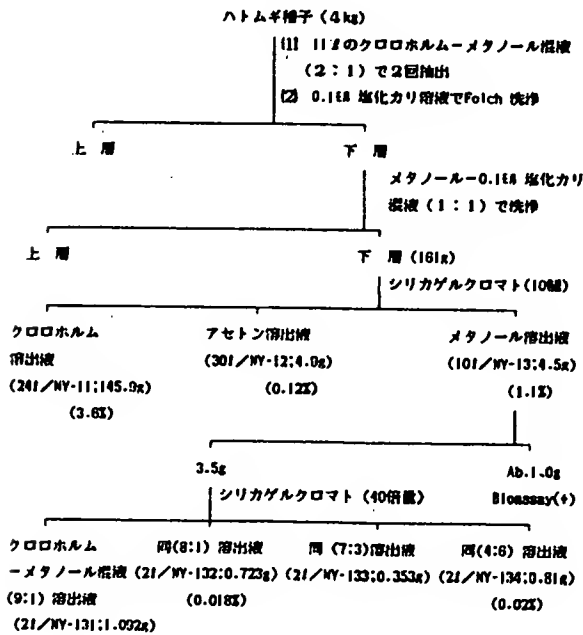 ハトムギ種子（4kg）
(1) 11ℓのクロロホルム－メタノール混液
（2：1）で2回抽出
(2) 0.1EM 塩化カリ溶液でFolch 洗浄
上 層　下 層
メタノール－0.1EM 塩化カリ
混液（1：1）で洗浄
上 層　下 層 (161g)
シリカゲルクロマト(10幅)
クロロホルム　アセトン溶出液　メタノール溶出液
溶出液　(30ℓ/NY-12;4.9g)　(10ℓ/NY-13;4.5g)
(24ℓ/NY-11;145.9g)　(0.12%)　(1.1%)
(3.6%)
3.5g　Ab.1.0g
シリカゲルクロマト（40倍量）　Bioassay(+)
クロロホルム　同(8:1) 溶出液　同 (7:3)溶出液　同(4:6) 溶出液
－メタノール混液 (2ℓ/NY-132;0.723g) (2ℓ/NY-133;0.353g) (2ℓ/NY-134;0.81g)
(9:1) 溶出液　(0.018%)　(0.02%)
(2ℓ/NY-131;1.092g)